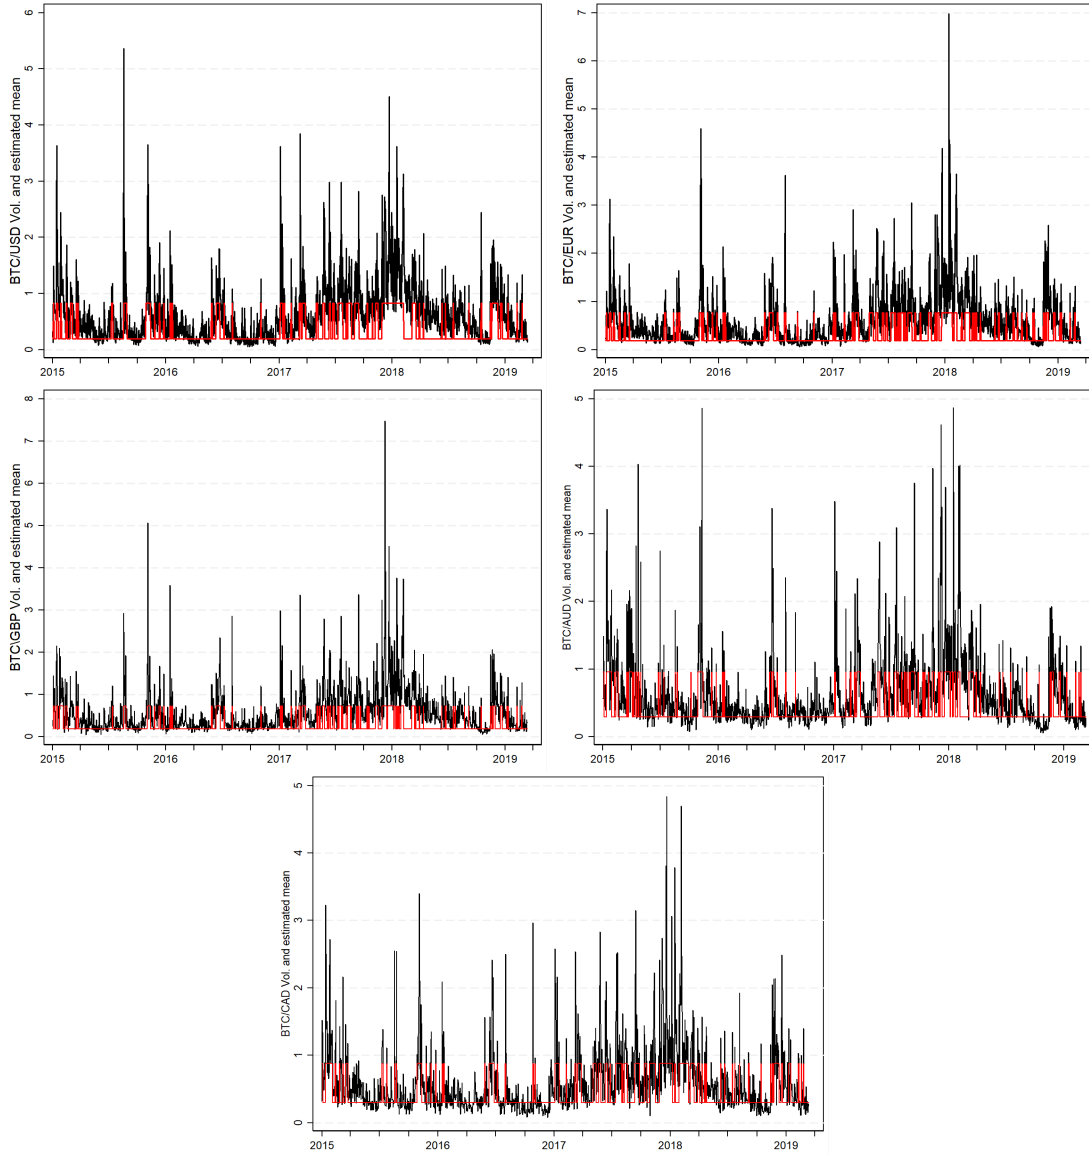 BTC/USD Vol. and estimated mean
0 1 2 3 4 5 6
2015 2016 2017 2018 2019
BTC/EUR Vol. and estimated mean
0 1 2 3 4 5 6 7
2015 2016 2017 2018 2019
BTC\GBP Vol. and estimated mean
0 1 2 3 4 5 6 7 8
2015 2016 2017 2018 2019
BTC/AUD Vol. and estimated mean
0 1 2 3 4 5
2015 2016 2017 2018 2019
BTC/CAD Vol. and estimated mean
0 1 2 3 4 5
2015 2016 2017 2018 2019